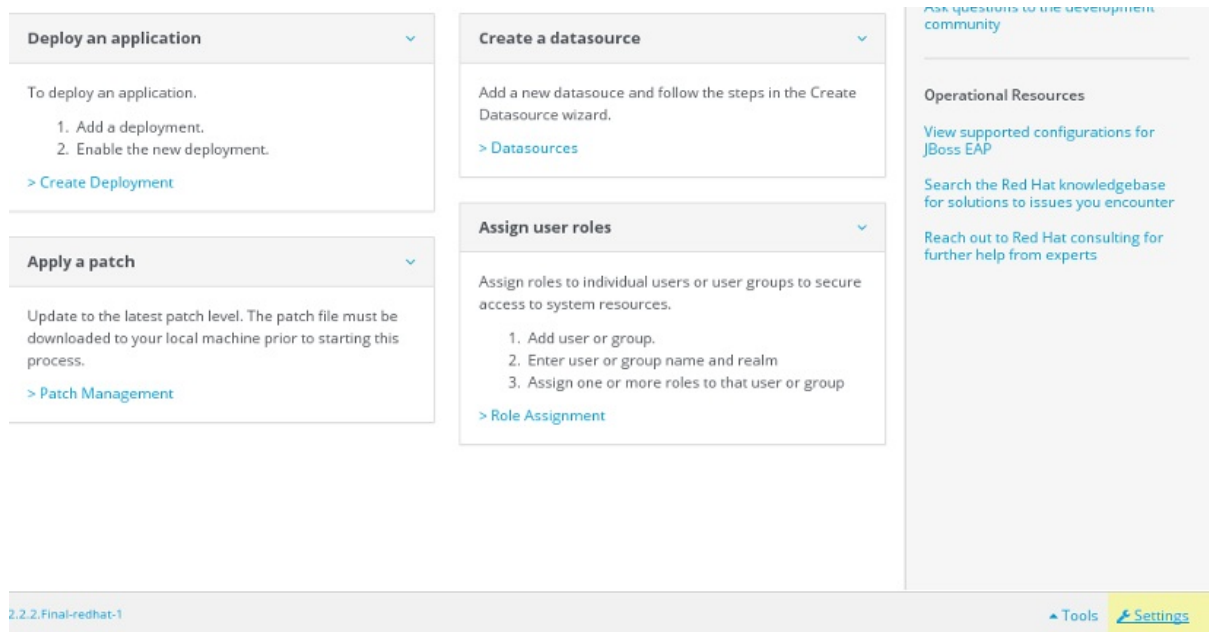 Deploy an application
To deploy an application.
1. Add a deployment.
2. Enable the new deployment.
> Create Deployment
Apply a patch
Update to the latest patch level. The patch file must be
downloaded to your local machine prior to starting this
process.
> Patch Management
Create a datasource
Add a new datasouce and follow the steps in the Create
Datasource wizard.
> Datasources
Assign user roles
Assign roles to individual users or user groups to secure
access to system resources.
1. Add user or group.
2. Enter user or group name and realm
3. Assign one or more roles to that user or group
> Role Assignment
Ask questions to the development
community
Operational Resources
View supported configurations for
JBoss EAP
Search the Red Hat knowledgebase
for solutions to issues you encounter
Reach out to Red Hat consulting for
further help from experts
2.2.2.Final-redhat-1
Tools
Settings